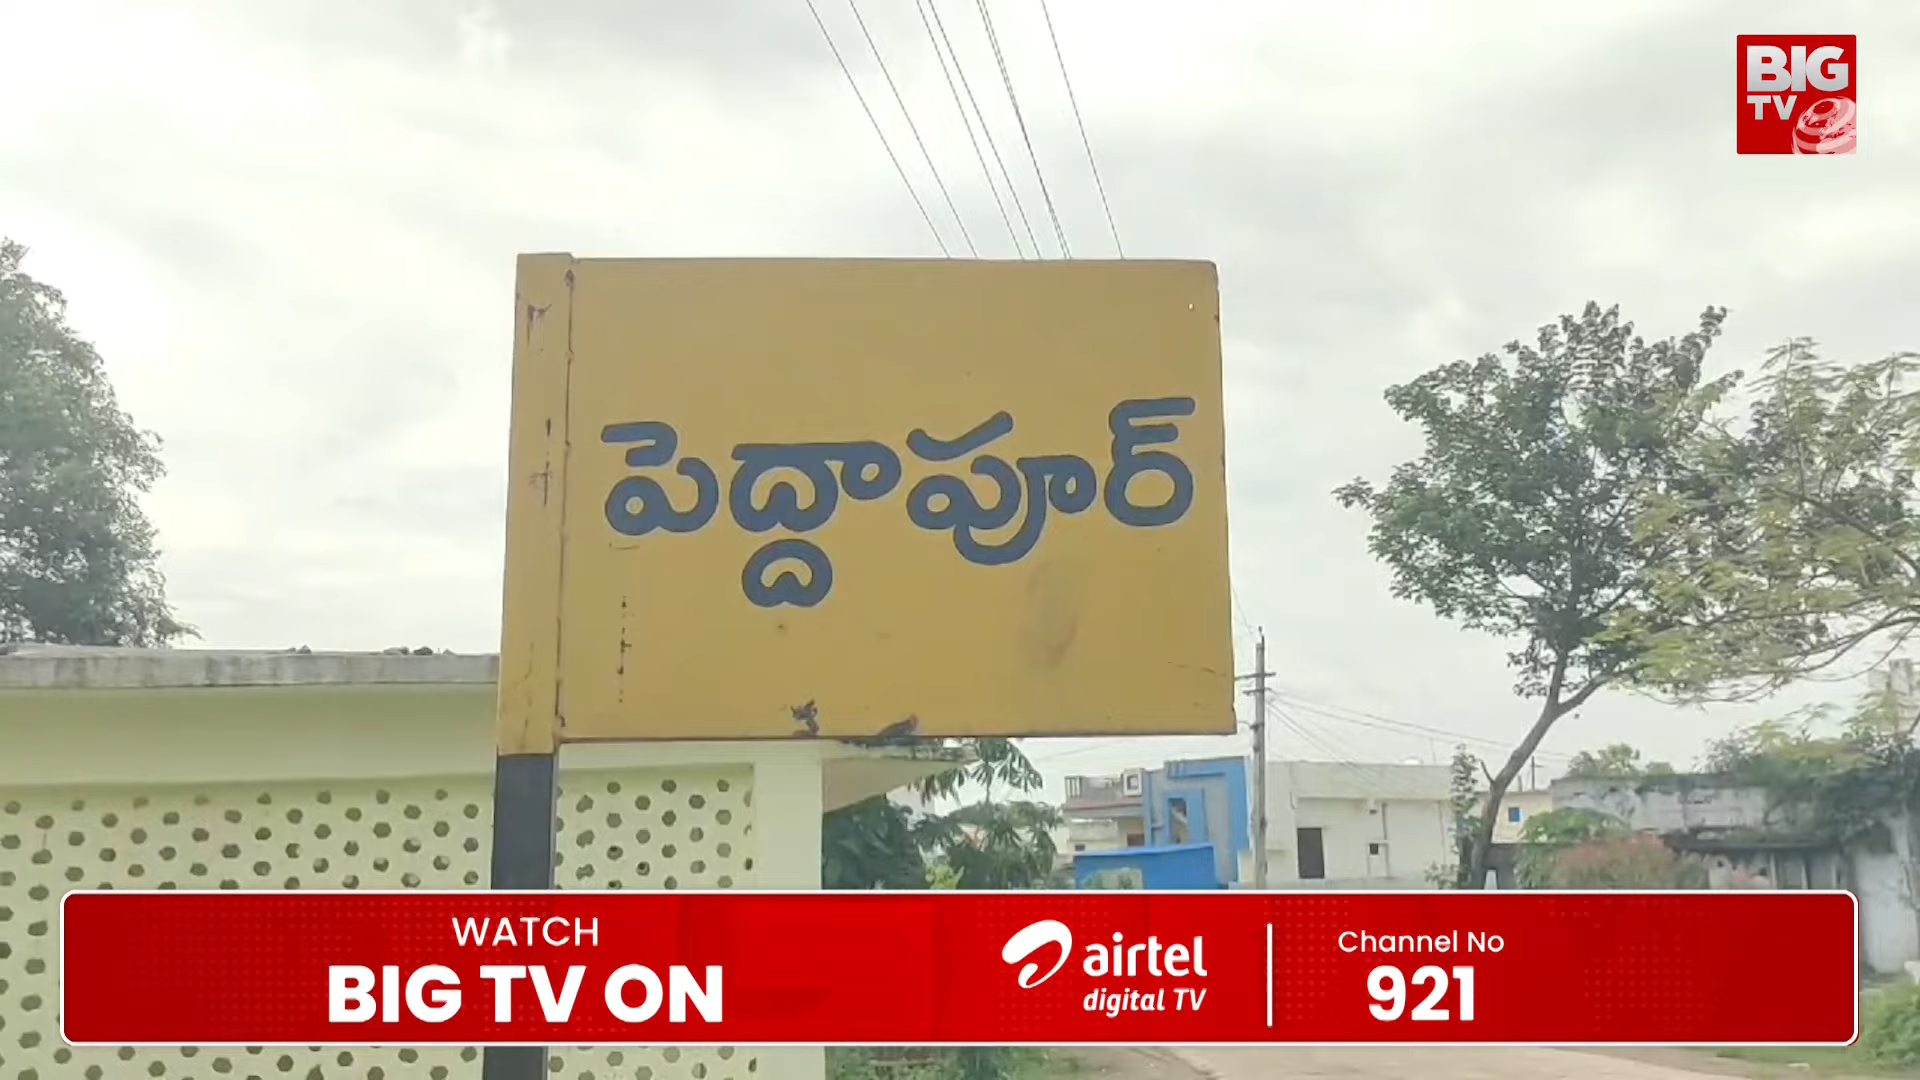 BIG
TV
పెద్దాపూర్
WATCH
BIG TV ON
airtel
digital TV
Channel No
921